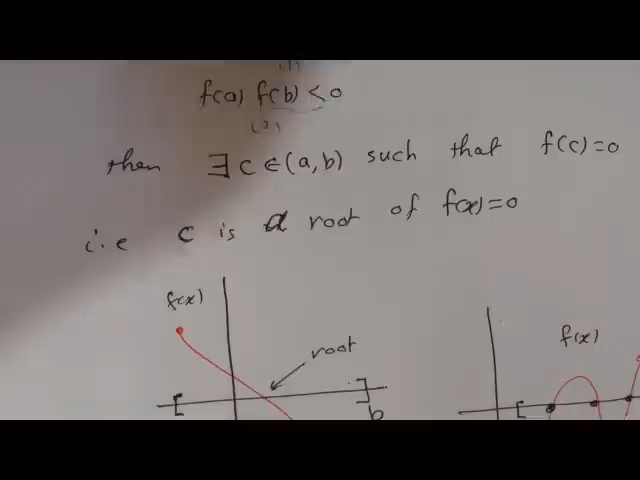 f(a) f(b) < 0
then ∃ c ∈ (a, b) such that f(c) = 0
i.e c is a root of f(x) = 0
f(x)
root
f(x)
[ ] b [